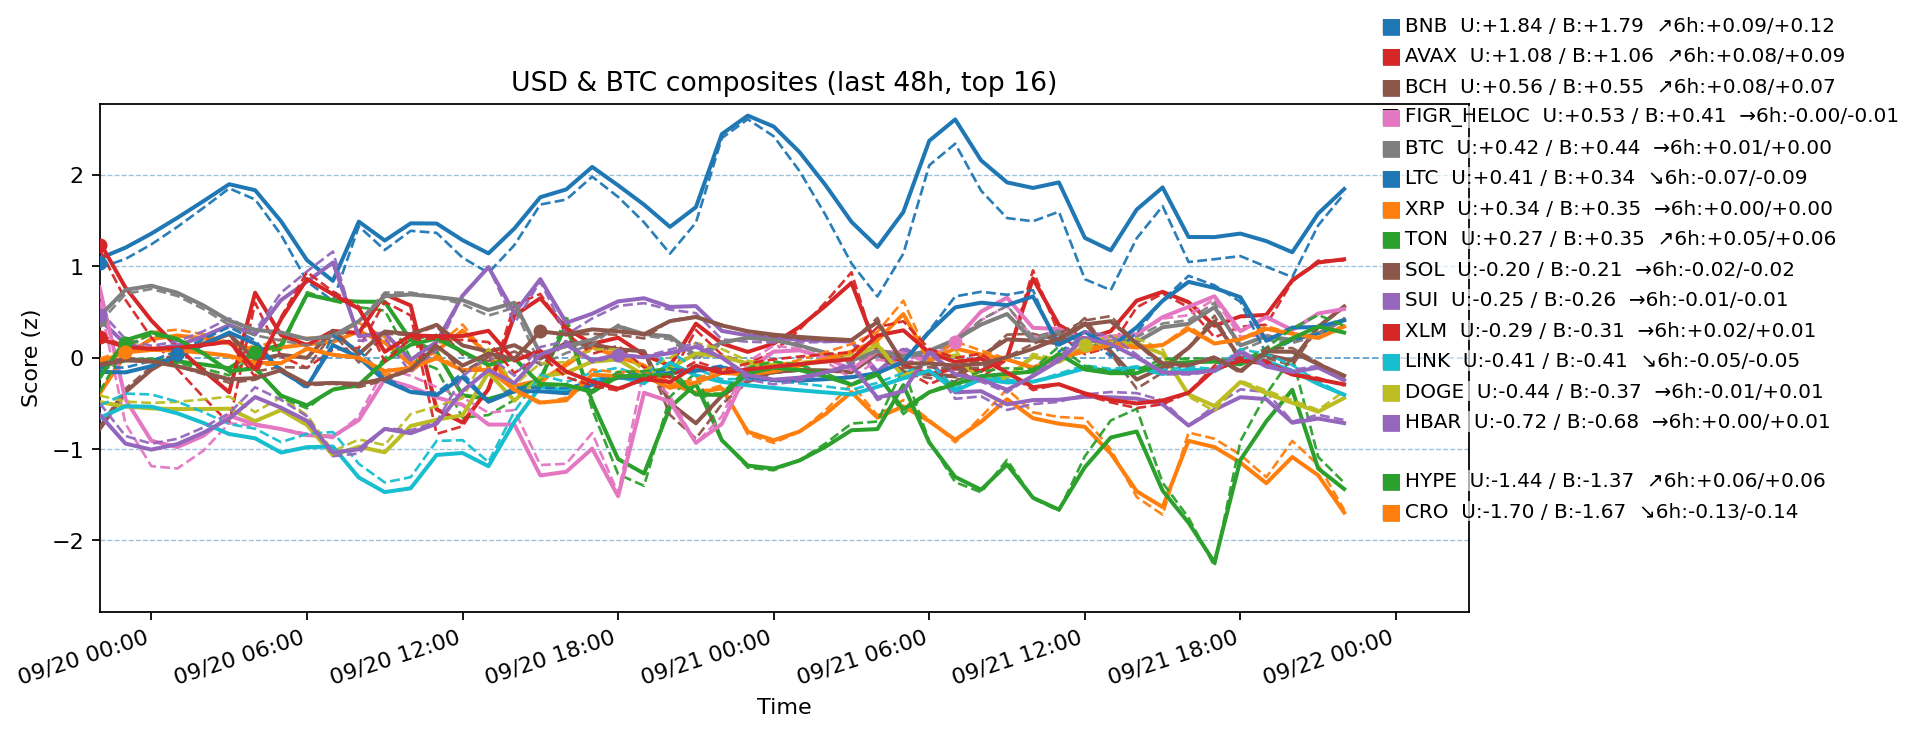 USD & BTC composites (last 48h, top 16)
BNB  U:+1.84 / B:+1.79  ↗6h:+0.09/+0.12
AVAX  U:+1.08 / B:+1.06  ↗6h:+0.08/+0.09
BCH  U:+0.56 / B:+0.55  ↗6h:+0.08/+0.07
FIGR_HELOC  U:+0.53 / B:+0.41  →6h:-0.00/-0.01
BTC  U:+0.42 / B:+0.44  →6h:+0.01/+0.00
LTC  U:+0.41 / B:+0.34  ↘6h:-0.07/-0.09
XRP  U:+0.34 / B:+0.35  →6h:+0.00/+0.00
TON  U:+0.27 / B:+0.35  ↗6h:+0.05/+0.06
SOL  U:-0.20 / B:-0.21  →6h:-0.02/-0.02
SUI  U:-0.25 / B:-0.26  →6h:-0.01/-0.01
XLM  U:-0.29 / B:-0.31  →6h:+0.02/+0.01
LINK  U:-0.41 / B:-0.41  ↘6h:-0.05/-0.05
DOGE  U:-0.44 / B:-0.37  →6h:-0.01/+0.01
HBAR  U:-0.72 / B:-0.68  →6h:+0.00/+0.01
HYPE  U:-1.44 / B:-1.37  ↗6h:+0.06/+0.06
CRO  U:-1.70 / B:-1.67  ↘6h:-0.13/-0.14
Score (z)
2
1
0
−1
−2
09/20 00:00
09/20 06:00
09/20 12:00
09/20 18:00
09/21 00:00
09/21 06:00
09/21 12:00
09/21 18:00
09/22 00:00
Time